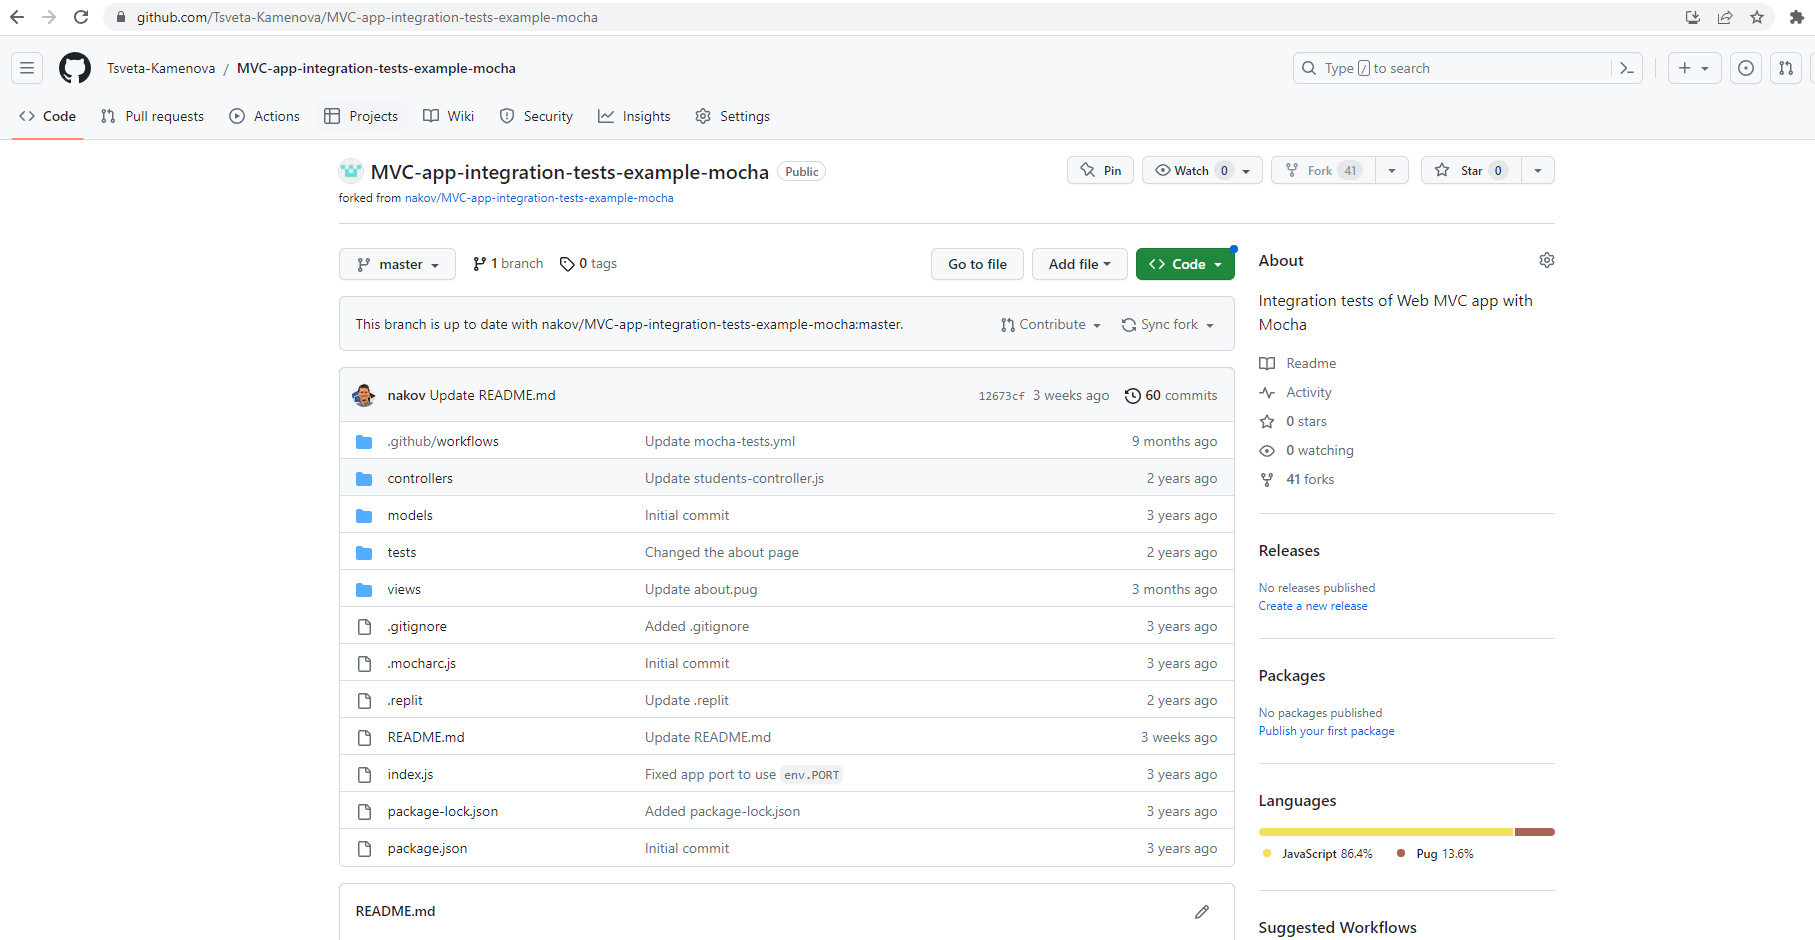 github.com/Tsveta-Kamenova/MVC-app-integration-tests-example-mocha
Tsveta-Kamenova / MVC-app-integration-tests-example-mocha
Type / to search
Code Pull requests Actions Projects Wiki Security Insights Settings
MVC-app-integration-tests-example-mocha Public
Pin Watch 0 Fork 41 Star 0
forked from nakov/MVC-app-integration-tests-example-mocha
master 1 branch 0 tags Go to file Add file Code
This branch is up to date with nakov/MVC-app-integration-tests-example-mocha:master. Contribute Sync fork
nakov Update README.md 12673cf 3 weeks ago 60 commits
.github/workflows Update mocha-tests.yml 9 months ago
controllers Update students-controller.js 2 years ago
models Initial commit 3 years ago
tests Changed the about page 2 years ago
views Update about.pug 3 months ago
.gitignore Added .gitignore 3 years ago
.mocharc.js Initial commit 3 years ago
.replit Update .replit 2 years ago
README.md Update README.md 3 weeks ago
index.js Fixed app port to use env.PORT 3 years ago
package-lock.json Added package-lock.json 3 years ago
package.json Initial commit 3 years ago
README.md
About
Integration tests of Web MVC app with
Mocha
Readme
Activity
0 stars
0 watching
41 forks
Releases
No releases published
Create a new release
Packages
No packages published
Publish your first package
Languages
JavaScript 86.4% Pug 13.6%
Suggested Workflows